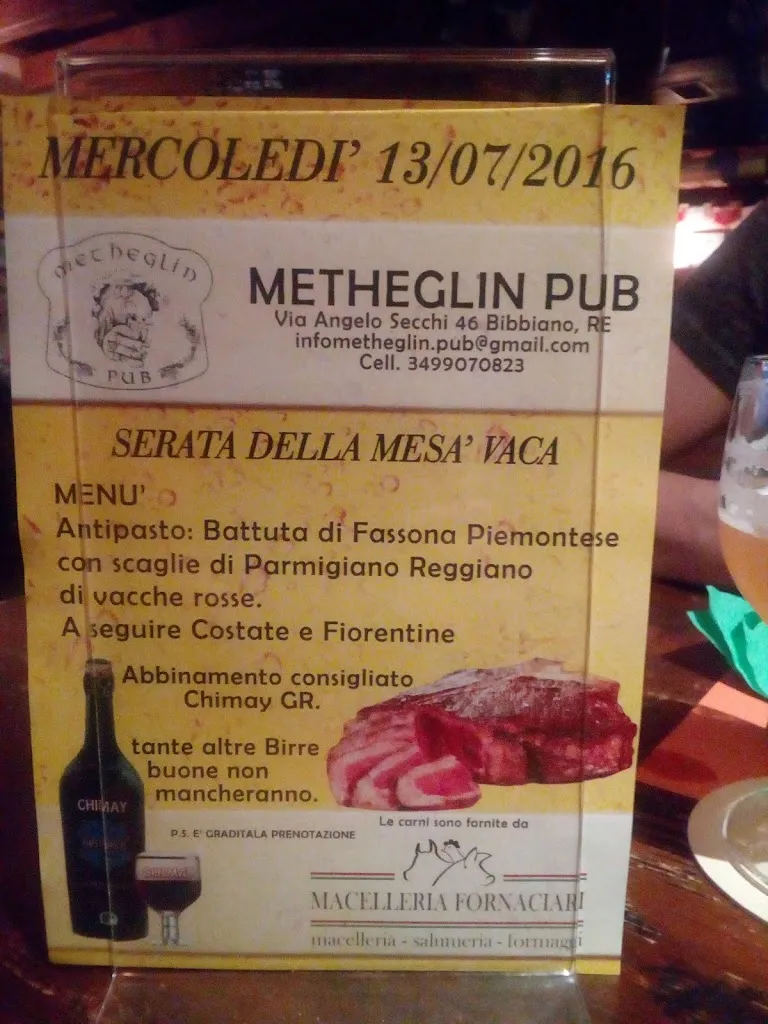 MERCOLEDI' 13/07/2016
metheglin
PUB
METHEGLIN PUB
Via Angelo Secchi 46 Bibbiano, RE
infometheglin.pub@gmail.com
Cell. 3499070823
SERATA DELLA MESA' VACA
MENU'
Antipasto: Battuta di Fassona Piemontese
con scaglie di Parmigiano Reggiano
di vacche rosse.
A seguire Costate e Fiorentine
Abbinamento consigliato
Chimay GR.
tante altre Birre
buone non
mancheranno.
CHIMAY
CHIMAY
P.S. E' GRADITALA PRENOTAZIONE
Le carni sono fornite da
MACELLERIA FORNACIARI
macelleria - salumeria - formaggi